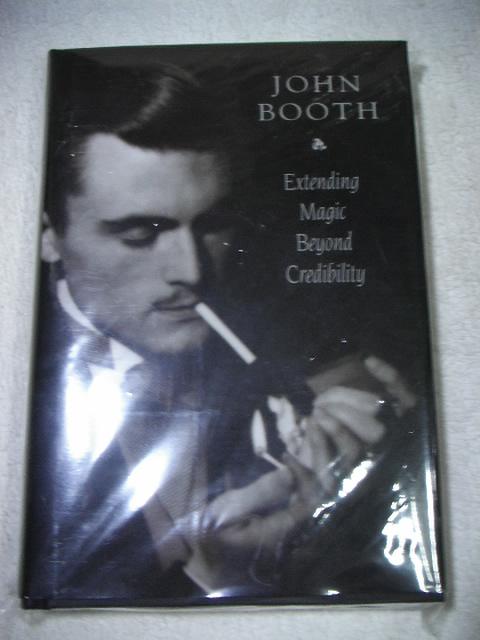 JOHN
BOOTH
Extending
Magic
Beyond
Credibility